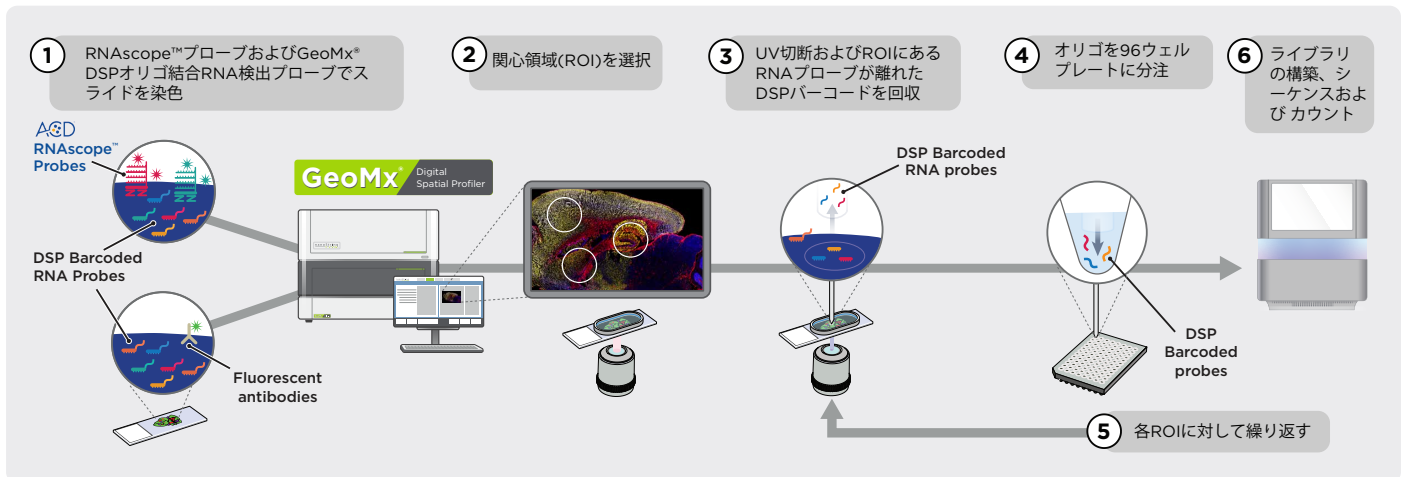 1
RNAscope™プローブおよびGeoMx®
DSPオリゴ結合RNA検出プローブでス
ライドを染色
2
関心領域(ROI)を選択
3
UV切断およびROIにある
RNAプローブが離れた
DSPバーコードを回収
4
オリゴを96ウェル
プレートに分注
6
ライブラリ
の構築、シ
ーケンスおよ
び カウント
ACD
RNAscope™
Probes
GeoMx®
Digital
Spatial Profiler
DSP Barcoded
RNA probes
DSP Barcoded
RNA Probes
Fluorescent
antibodies
DSP
Barcoded
probes
5
各ROIに対して繰り返す